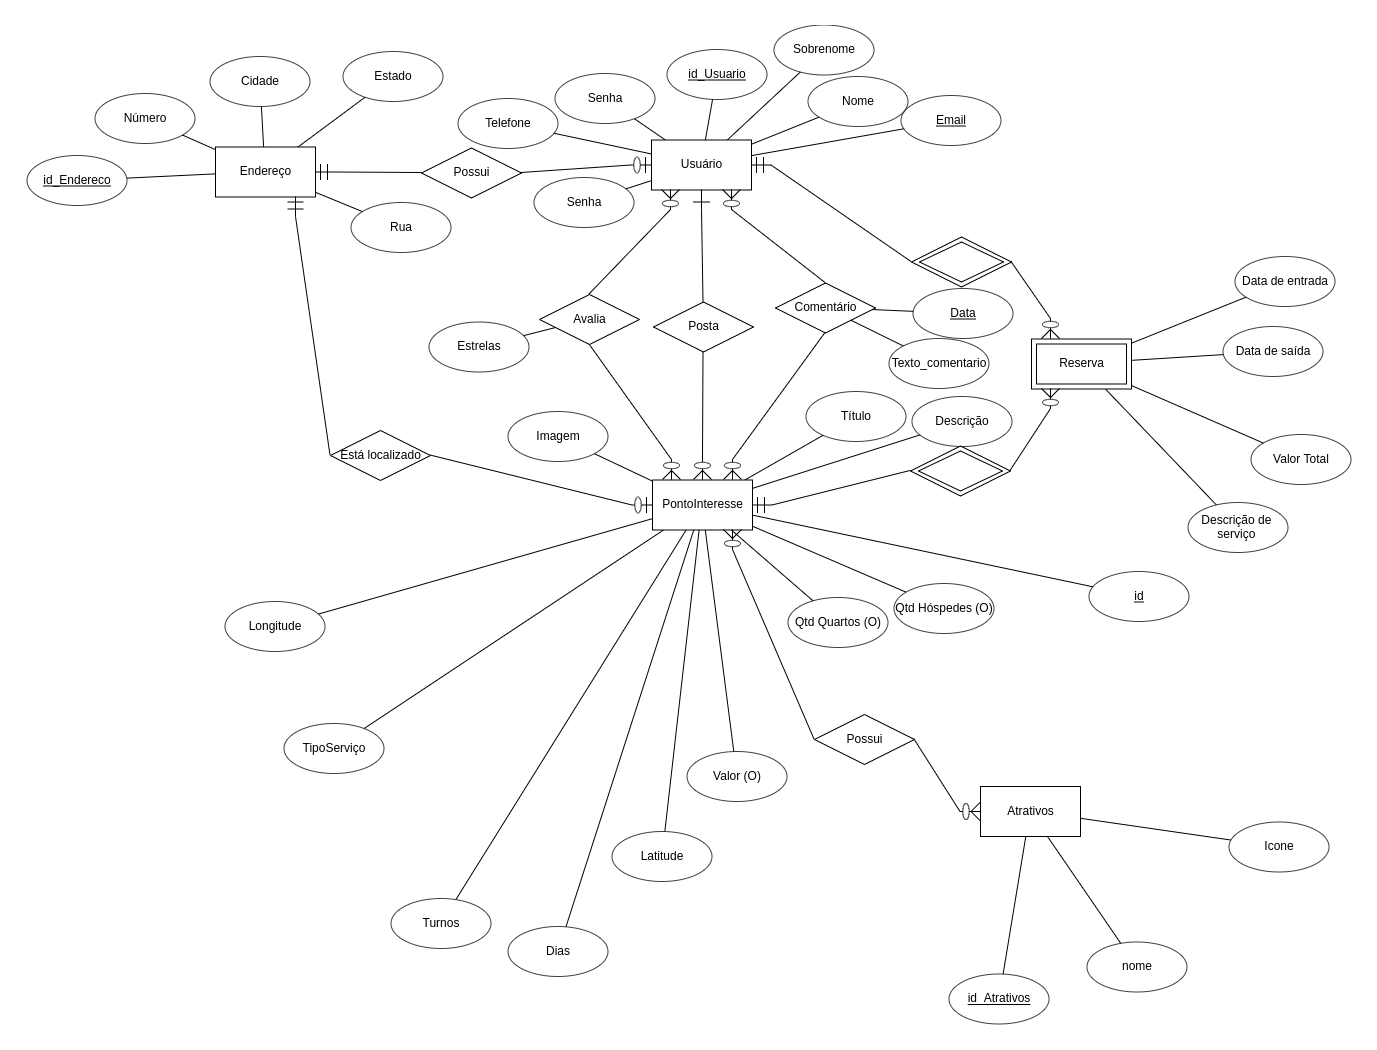 Sobrenome
Cidade
Estado
id_Usuario
Senha
Nome
Número
Telefone
Email
Endereço
Possui
Usuário
id_Endereco
Senha
Rua
Data de entrada
Comentário
Data
Avalia
Posta
Estrelas
Texto_comentario
Reserva
Data de saída
Título
Descrição
Imagem
Está localizado
Valor Total
PontoInteresse
Descrição de
serviço
id
Qtd Hóspedes (O)
Qtd Quartos (O)
Longitude
TipoServiço
Possui
Valor (O)
Atrativos
Icone
Latitude
Turnos
Dias
nome
id_Atrativos